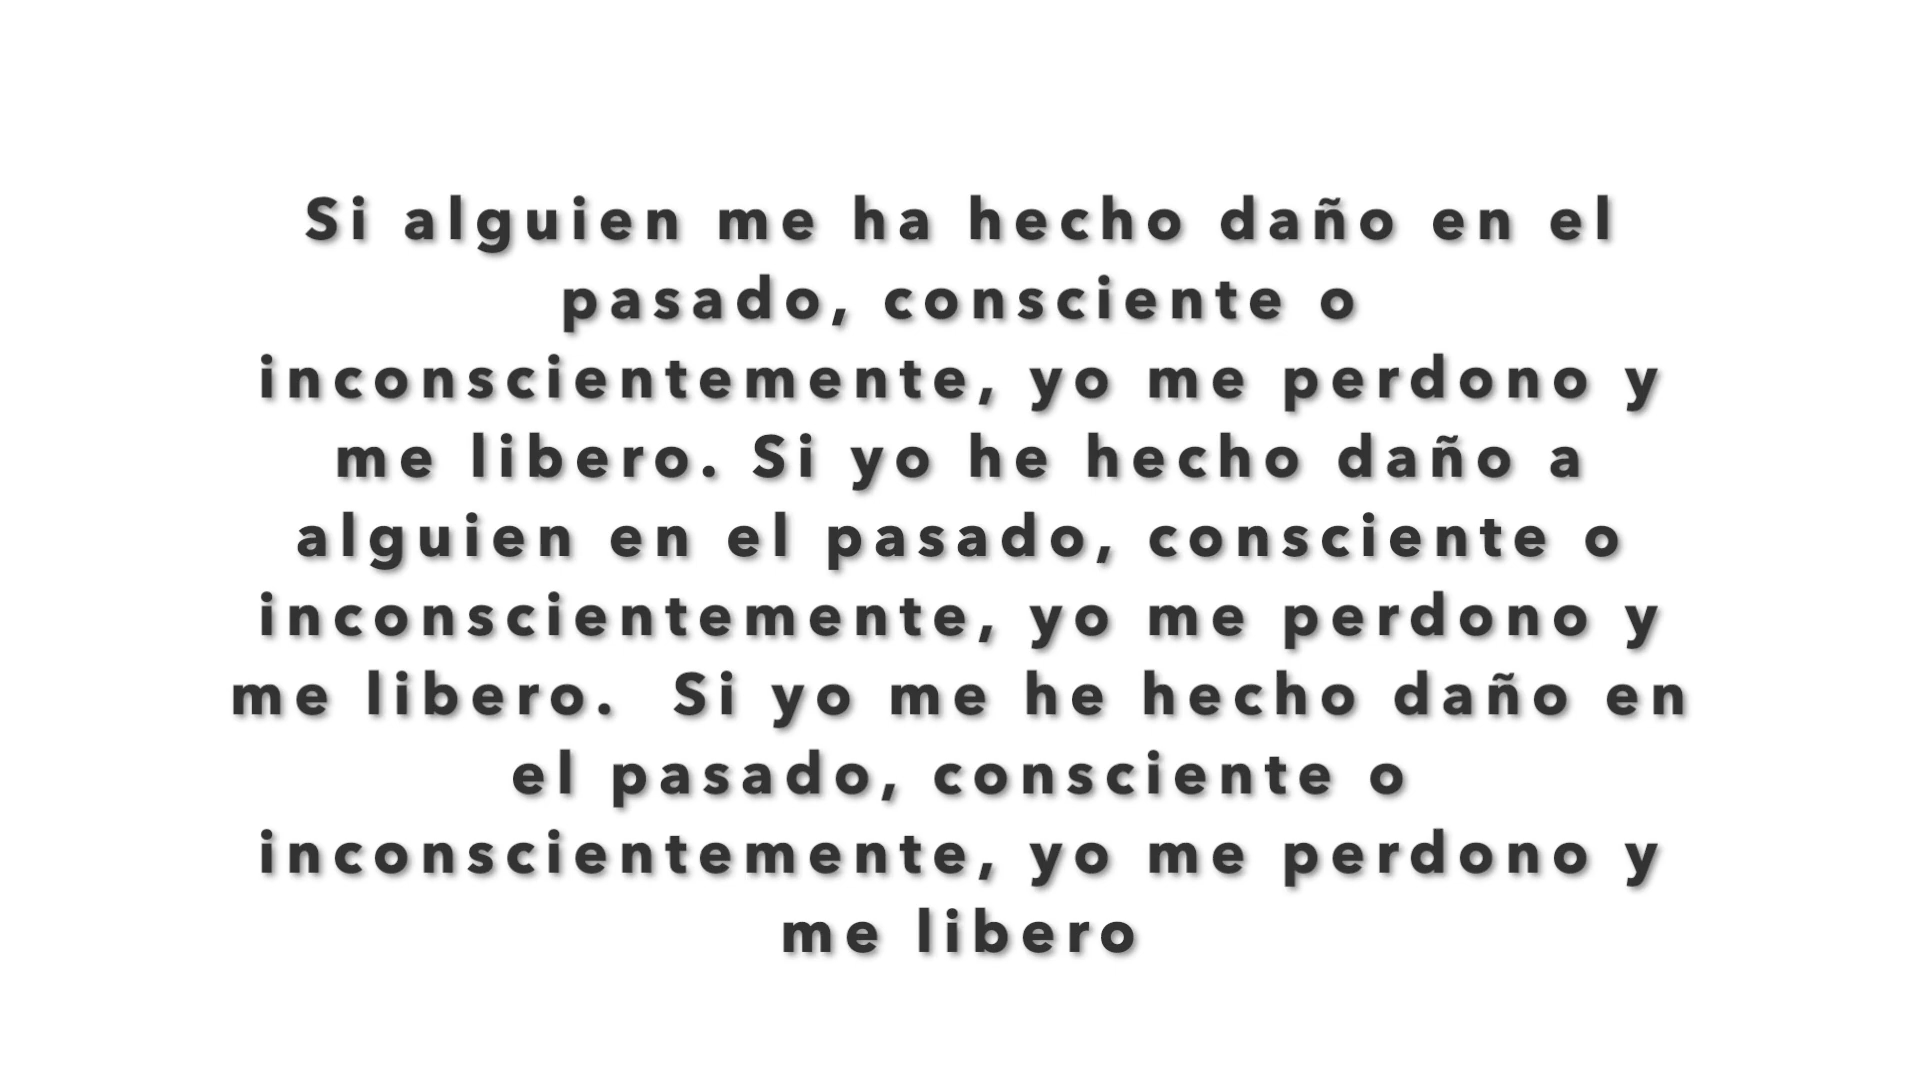 Si alguien me ha hecho daño en el
pasado, consciente o
inconscientemente, yo me perdono y
me libero. Si yo he hecho daño a
alguien en el pasado, consciente o
inconscientemente, yo me perdono y
me libero.  Si yo me he hecho daño en
el pasado, consciente o
inconscientemente, yo me perdono y
me libero